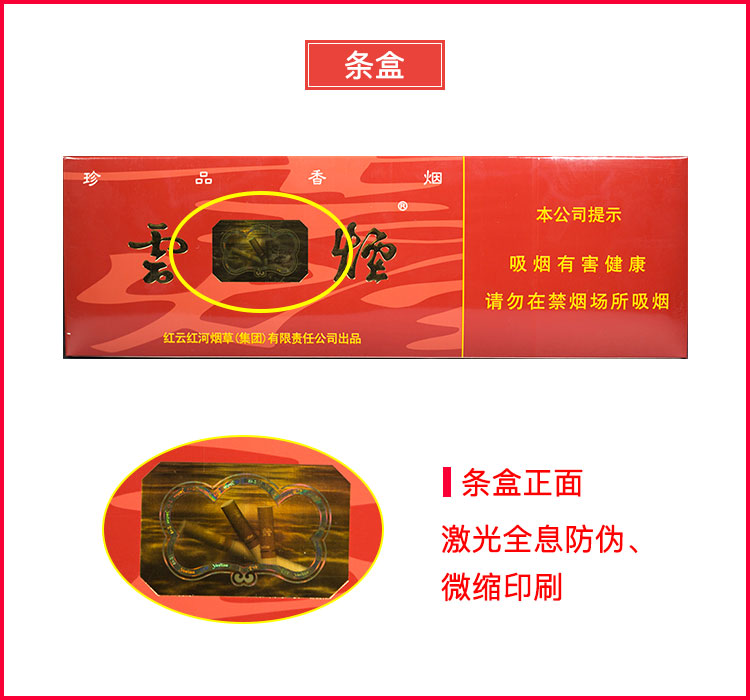 条盒
珍品香烟
雲煙®
红云红河烟草(集团)有限责任公司出品
本公司提示
吸烟有害健康
请勿在禁烟场所吸烟
条盒正面
激光全息防伪、
微缩印刷